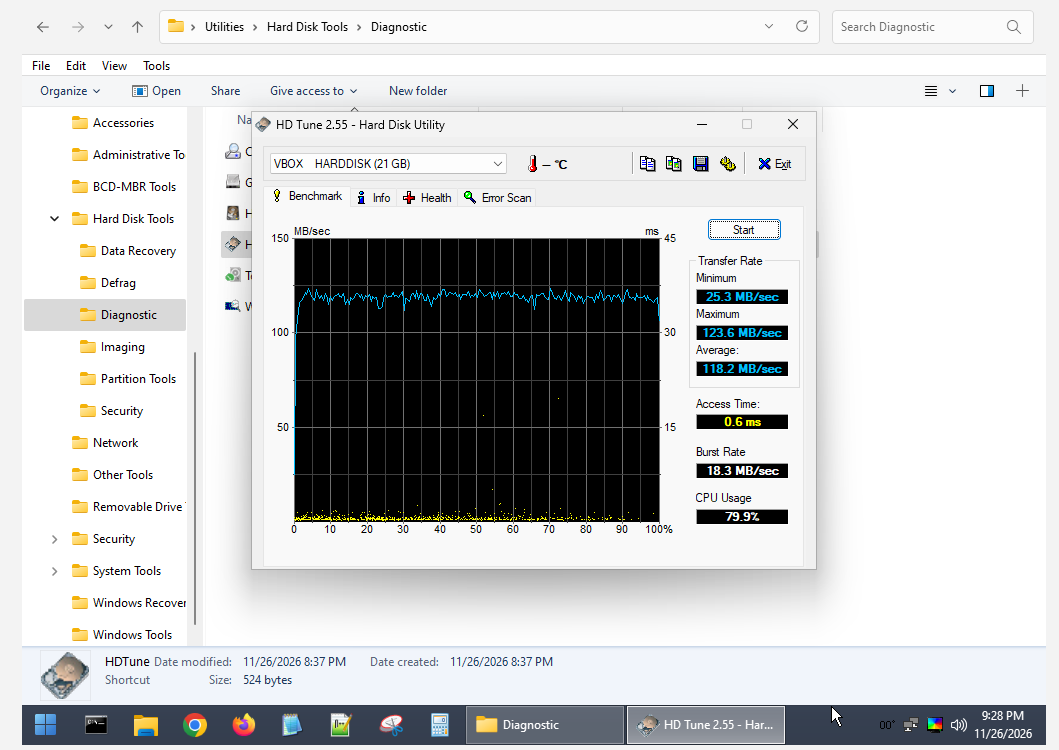 Utilities > Hard Disk Tools > Diagnostic
Search Diagnostic
File Edit View Tools
Organize Open Share Give access to New folder
Accessories
Administrative To
BCD-MBR Tools
Hard Disk Tools
Data Recovery
Defrag
Diagnostic
Imaging
Partition Tools
Security
Network
Other Tools
Removable Drive
Security
System Tools
Windows Recover
Windows Tools
Na
C
G
H
H
T
W
HD Tune 2.55 - Hard Disk Utility
VBOX HARDDISK (21 GB)
– °C
Exit
Benchmark Info Health Error Scan
MB/sec ms
150 45
100 30
50 15
0 10 20 30 40 50 60 70 80 90 100%
Start
Transfer Rate
Minimum
25.3 MB/sec
Maximum
123.6 MB/sec
Average:
118.2 MB/sec
Access Time:
0.6 ms
Burst Rate
18.3 MB/sec
CPU Usage
79.9%
HDTune Date modified: 11/26/2026 8:37 PM Date created: 11/26/2026 8:37 PM
Shortcut Size: 524 bytes
Diagnostic
HD Tune 2.55 - Har...
00°
9:28 PM
11/26/2026